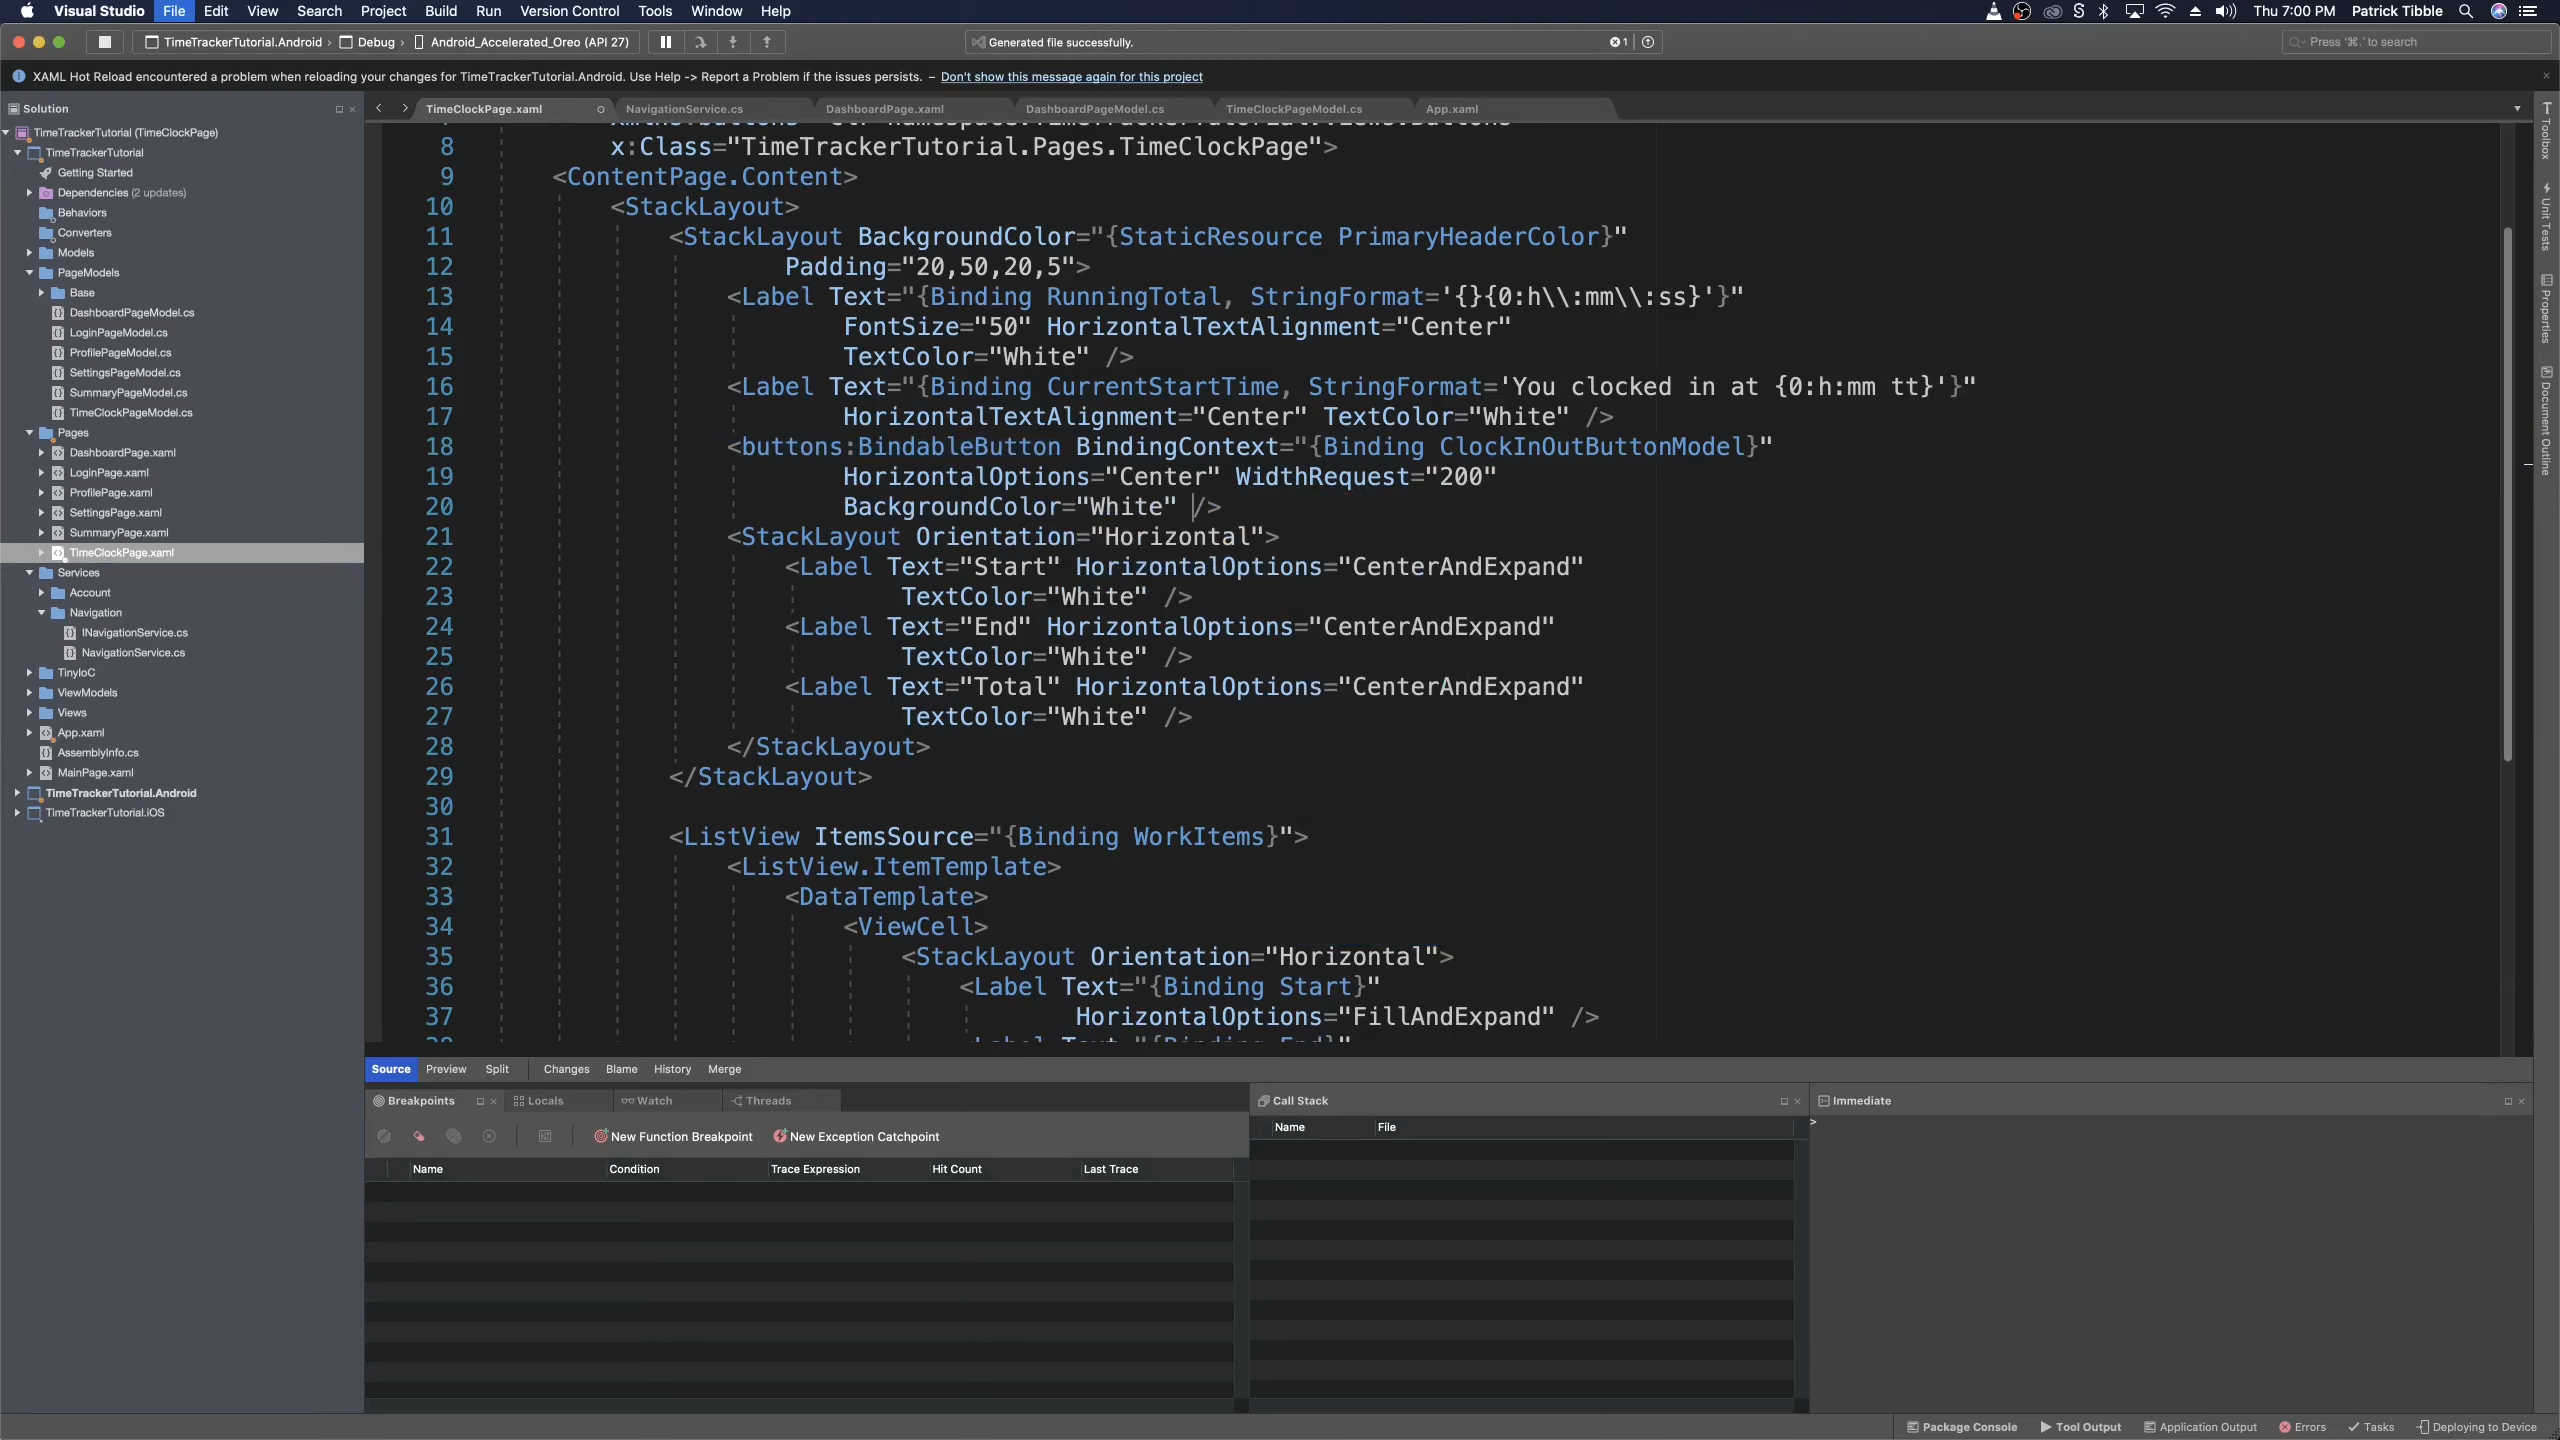 Visual Studio File Edit View Search Project Build Run Version Control Tools Window Help Thu 7:00 PM Patrick Tibble
TimeTrackerTutorial.Android › Debug › Android_Accelerated_Oreo (API 27) Generated file successfully. 1 Press '⌘.' to search
XAML Hot Reload encountered a problem when reloading your changes for TimeTrackerTutorial.Android. Use Help -> Report a Problem if the issues persists. – Don't show this message again for this project
Solution
TimeTrackerTutorial (TimeClockPage)
TimeTrackerTutorial
Getting Started
Dependencies (2 updates)
Behaviors
Converters
Models
PageModels
Base
DashboardPageModel.cs
LoginPageModel.cs
ProfilePageModel.cs
SettingsPageModel.cs
SummaryPageModel.cs
TimeClockPageModel.cs
Pages
DashboardPage.xaml
LoginPage.xaml
ProfilePage.xaml
SettingsPage.xaml
SummaryPage.xaml
TimeClockPage.xaml
Services
Account
Navigation
INavigationService.cs
NavigationService.cs
TinyIoC
ViewModels
Views
App.xaml
AssemblyInfo.cs
MainPage.xaml
TimeTrackerTutorial.Android
TimeTrackerTutorial.iOS
TimeClockPage.xaml NavigationService.cs DashboardPage.xaml DashboardPageModel.cs TimeClockPageModel.cs App.xaml
8 x:Class="TimeTrackerTutorial.Pages.TimeClockPage">
9 <ContentPage.Content>
10 <StackLayout>
11 <StackLayout BackgroundColor="{StaticResource PrimaryHeaderColor}"
12 Padding="20,50,20,5">
13 <Label Text="{Binding RunningTotal, StringFormat='{}{0:h\\:mm\\:ss}'}"
14 FontSize="50" HorizontalTextAlignment="Center"
15 TextColor="White" />
16 <Label Text="{Binding CurrentStartTime, StringFormat='You clocked in at {0:h:mm tt}'}"
17 HorizontalTextAlignment="Center" TextColor="White" />
18 <buttons:BindableButton BindingContext="{Binding ClockInOutButtonModel}"
19 HorizontalOptions="Center" WidthRequest="200"
20 BackgroundColor="White" />
21 <StackLayout Orientation="Horizontal">
22 <Label Text="Start" HorizontalOptions="CenterAndExpand"
23 TextColor="White" />
24 <Label Text="End" HorizontalOptions="CenterAndExpand"
25 TextColor="White" />
26 <Label Text="Total" HorizontalOptions="CenterAndExpand"
27 TextColor="White" />
28 </StackLayout>
29 </StackLayout>
30
31 <ListView ItemsSource="{Binding WorkItems}">
32 <ListView.ItemTemplate>
33 <DataTemplate>
34 <ViewCell>
35 <StackLayout Orientation="Horizontal">
36 <Label Text="{Binding Start}"
37 HorizontalOptions="FillAndExpand" />
38 <Label Text="{Binding End}"
Toolbox
Unit Tests
Properties
Document Outline
Source Preview Split Changes Blame History Merge
Breakpoints Locals Watch Threads
New Function Breakpoint New Exception Catchpoint
Name Condition Trace Expression Hit Count Last Trace
Call Stack
Name File
Immediate
>
Package Console Tool Output Application Output Errors Tasks Deploying to Device